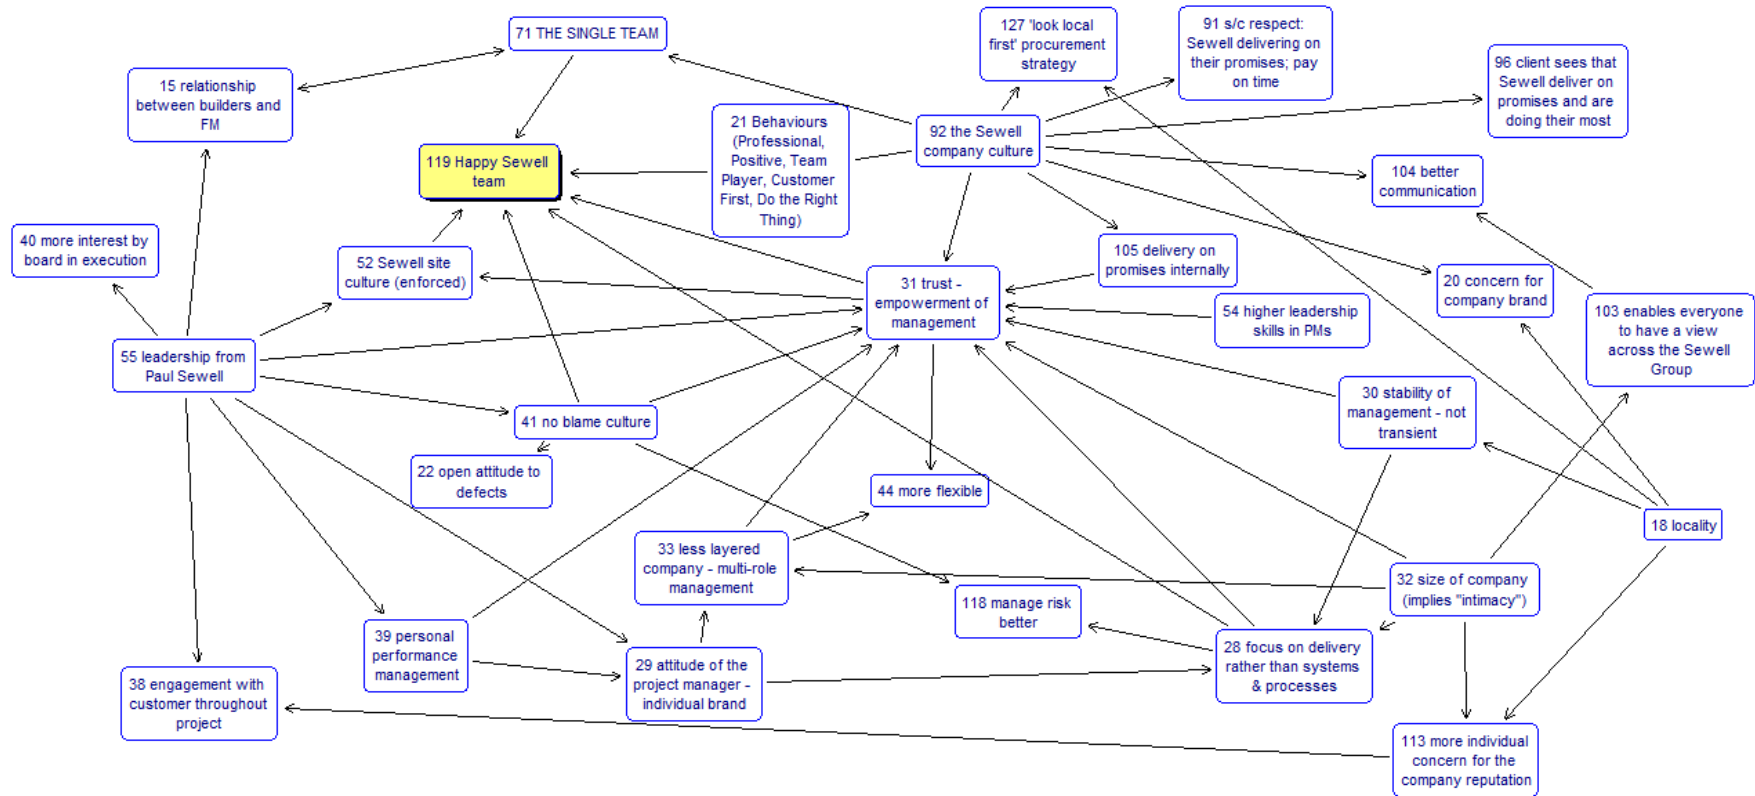 71 THE SINGLE TEAM
127 'look local
first' procurement
strategy
91 s/c respect:
Sewell delivering on
their promises; pay
on time
96 client sees that
Sewell deliver on
promises and are
doing their most
15 relationship
between builders and
FM
21 Behaviours
(Professional,
Positive, Team
Player, Customer
First, Do the Right
Thing)
92 the Sewell
company culture
119 Happy Sewell
team
104 better
communication
40 more interest by
board in execution
52 Sewell site
culture (enforced)
105 delivery on
promises internally
31 trust -
empowerment of
management
20 concern for
company brand
54 higher leadership
skills in PMs
103 enables everyone
to have a view
across the Sewell
Group
55 leadership from
Paul Sewell
30 stability of
management - not
transient
41 no blame culture
22 open attitude to
defects
44 more flexible
18 locality
33 less layered
company - multi-role
management
32 size of company
(implies "intimacy")
118 manage risk
better
39 personal
performance
management
29 attitude of the
project manager -
individual brand
28 focus on delivery
rather than systems
& processes
38 engagement with
customer throughout
project
113 more individual
concern for the
company reputation